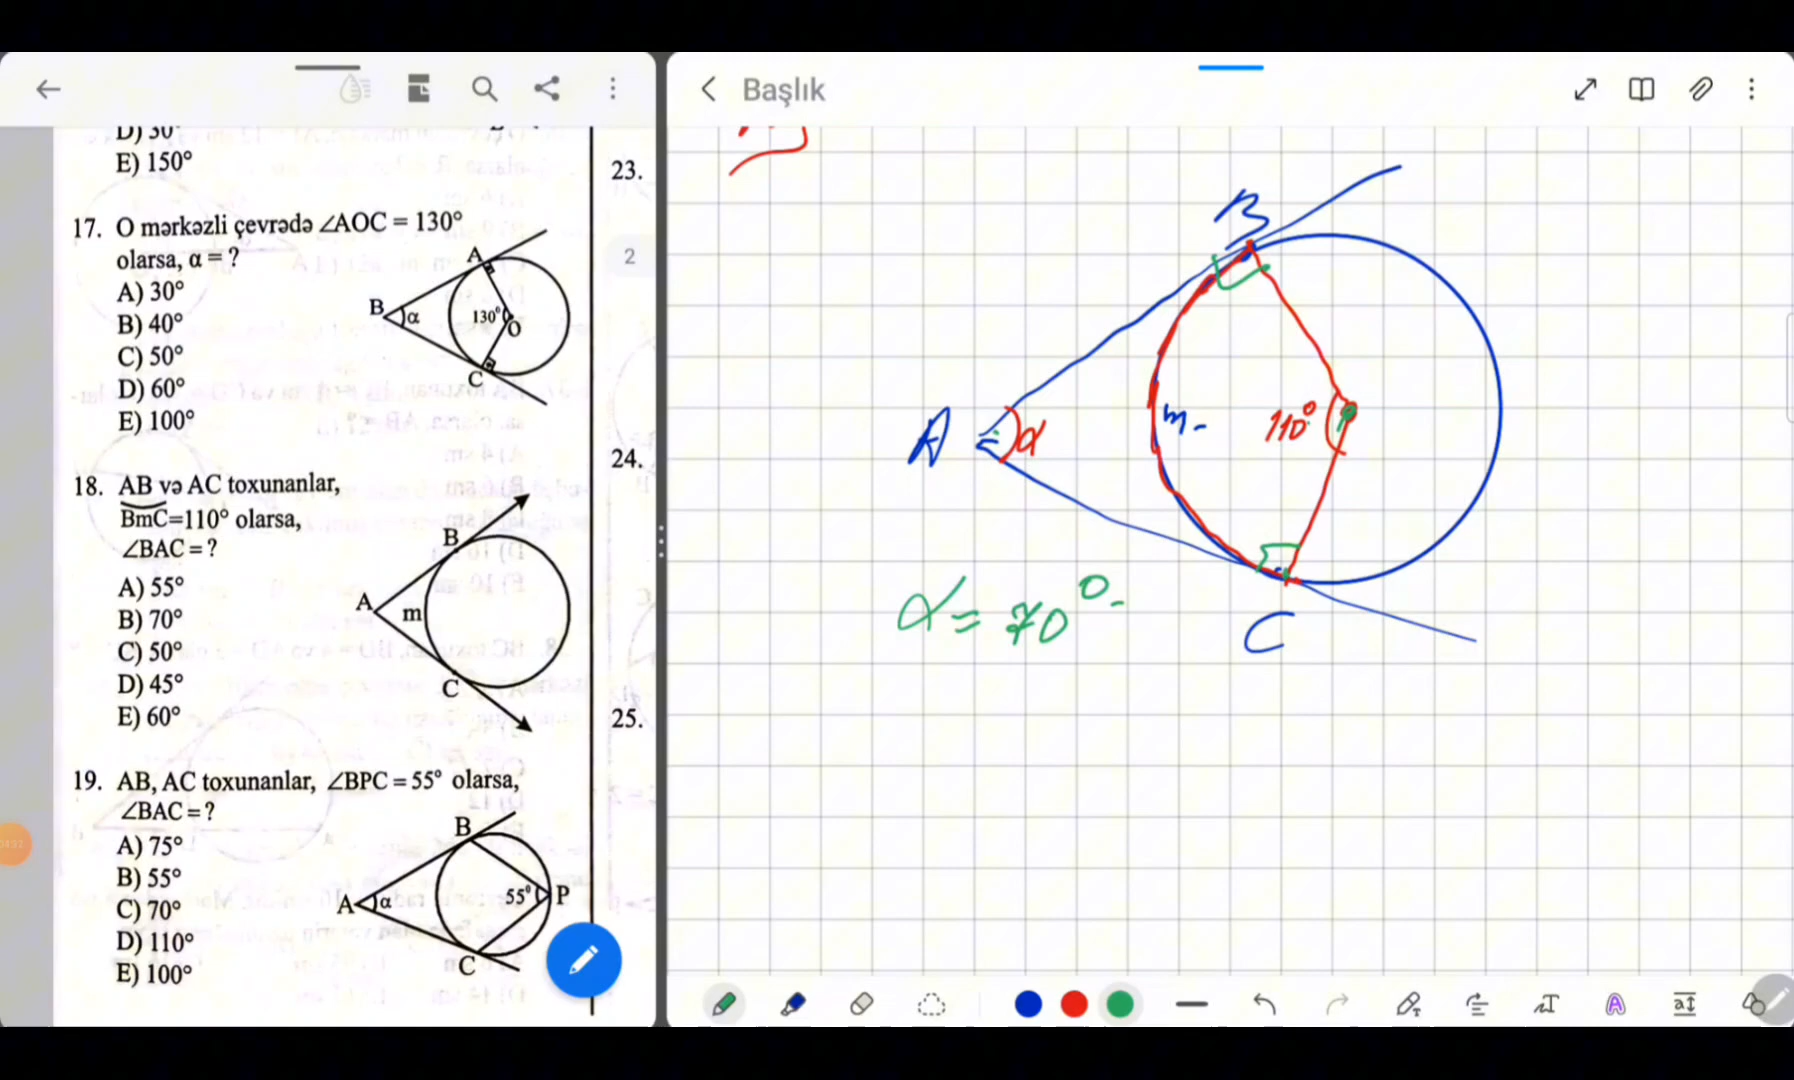 Başlık
D) 30°
E) 150°
17. O mərkəzli çevrədə ∠AOC = 130°
olarsa, α = ?
A) 30°
B) 40°
C) 50°
D) 60°
E) 100°
A
B
α
130°
O
C
18. AB və AC toxunanlar,
BmC=110° olarsa,
∠BAC = ?
A) 55°
B) 70°
C) 50°
D) 45°
E) 60°
B
A
m
C
19. AB, AC toxunanlar, ∠BPC = 55° olarsa,
∠BAC = ?
A) 75°
B) 55°
C) 70°
D) 110°
E) 100°
B
A
α
55°
P
C
23.
2
24.
25.
B
A
α
m
110°
C
α = 70°